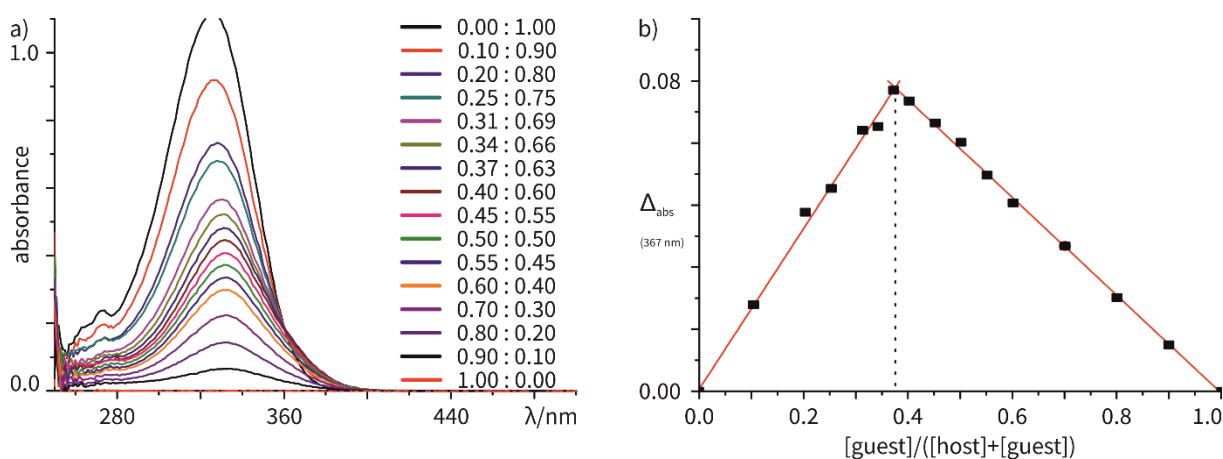 a)
absorbance
1.0
0.0
280
360
440
λ/nm
0.00 : 1.00
0.10 : 0.90
0.20 : 0.80
0.25 : 0.75
0.31 : 0.69
0.34 : 0.66
0.37 : 0.63
0.40 : 0.60
0.45 : 0.55
0.50 : 0.50
0.55 : 0.45
0.60 : 0.40
0.70 : 0.30
0.80 : 0.20
0.90 : 0.10
1.00 : 0.00
b)
0.08
Δabs
(367 nm)
0.00
0.0
0.2
0.4
0.6
0.8
1.0
[guest]/([host]+[guest])